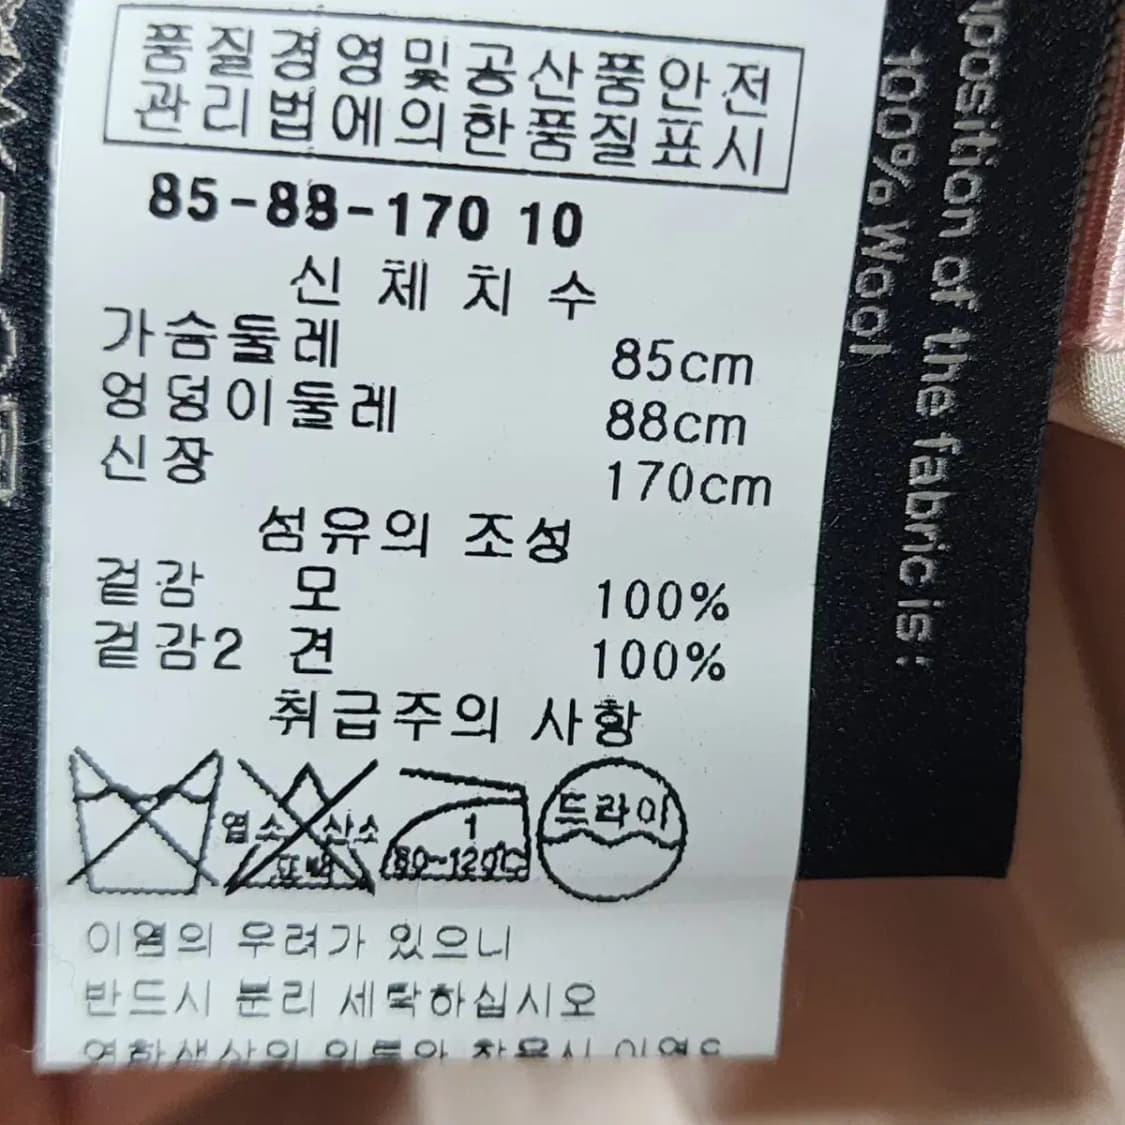 품질경영및공산품안전
관리법에의한품질표시
85-88-170 10
신체치수
가슴둘레 85cm
엉덩이둘레 88cm
신장 170cm
섬유의 조성
겉감 모 100%
겉감2 견 100%
취급주의 사항
염소 산소
표백
1
80~120℃
드라이
이염의 우려가 있으니
반드시 분리 세탁하십시오
position of the fabric is:
100% Wool